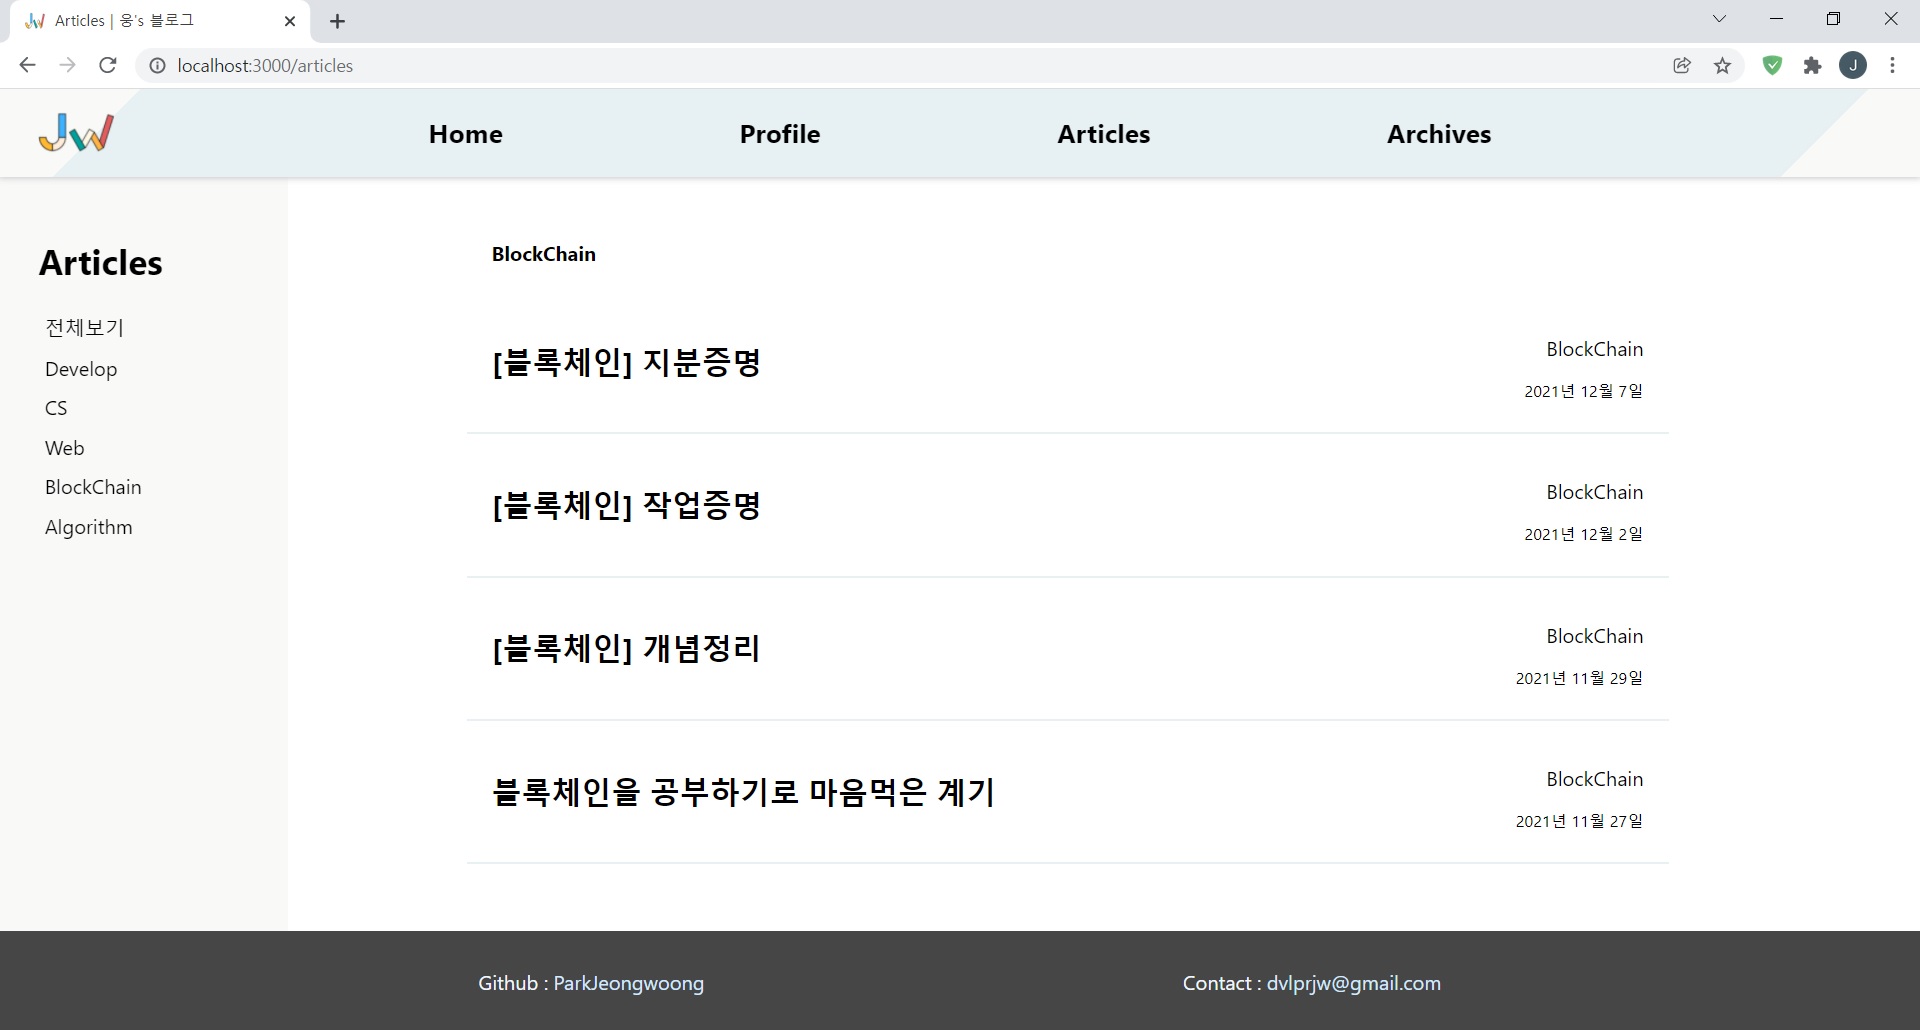 Articles | 웅's 블로그
localhost:3000/articles
J
JW
Home
Profile
Articles
Archives
Articles
전체보기
Develop
CS
Web
BlockChain
Algorithm
BlockChain
[블록체인] 지분증명
BlockChain
2021년 12월 7일
[블록체인] 작업증명
BlockChain
2021년 12월 2일
[블록체인] 개념정리
BlockChain
2021년 11월 29일
블록체인을 공부하기로 마음먹은 계기
BlockChain
2021년 11월 27일
Github : ParkJeongwoong
Contact : dvlprjw@gmail.com